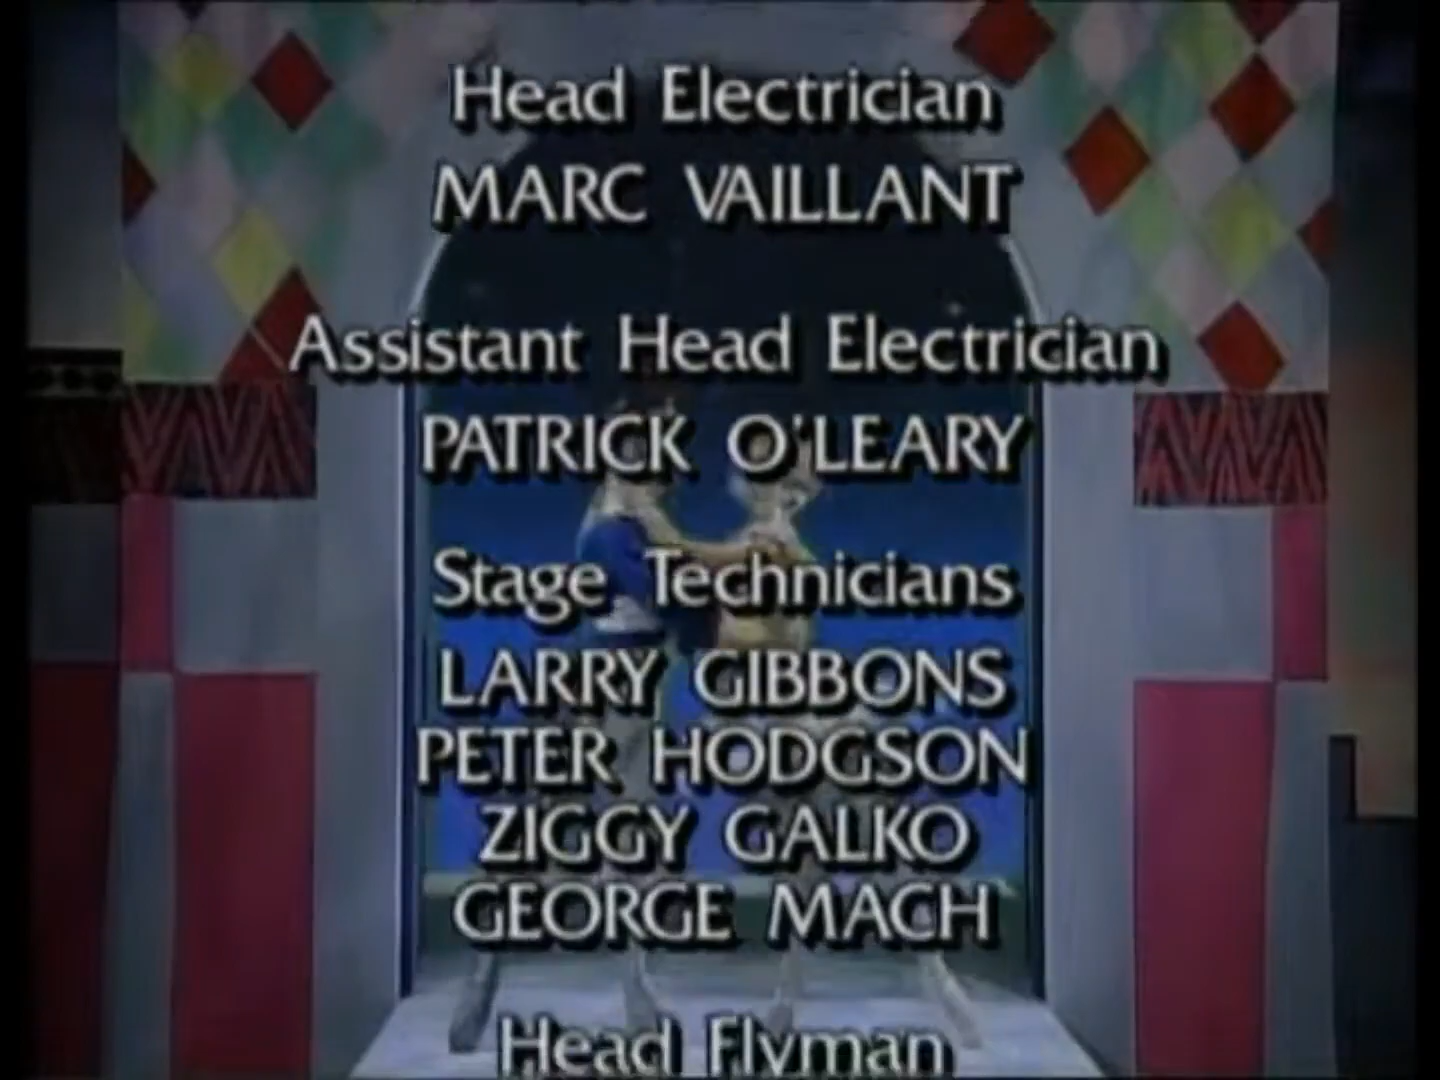 Head Electrician
MARC VAILLANT
Assistant Head Electrician
PATRICK O'LEARY
Stage Technicians
LARRY GIBBONS
PETER HODGSON
ZIGGY GALKO
GEORGE MACH
Head Flyman